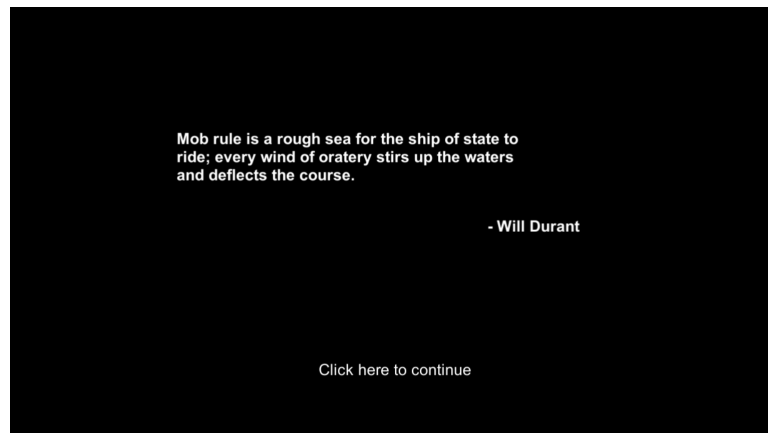 Mob rule is a rough sea for the ship of state to
ride; every wind of oratery stirs up the waters
and deflects the course.
- Will Durant
Click here to continue